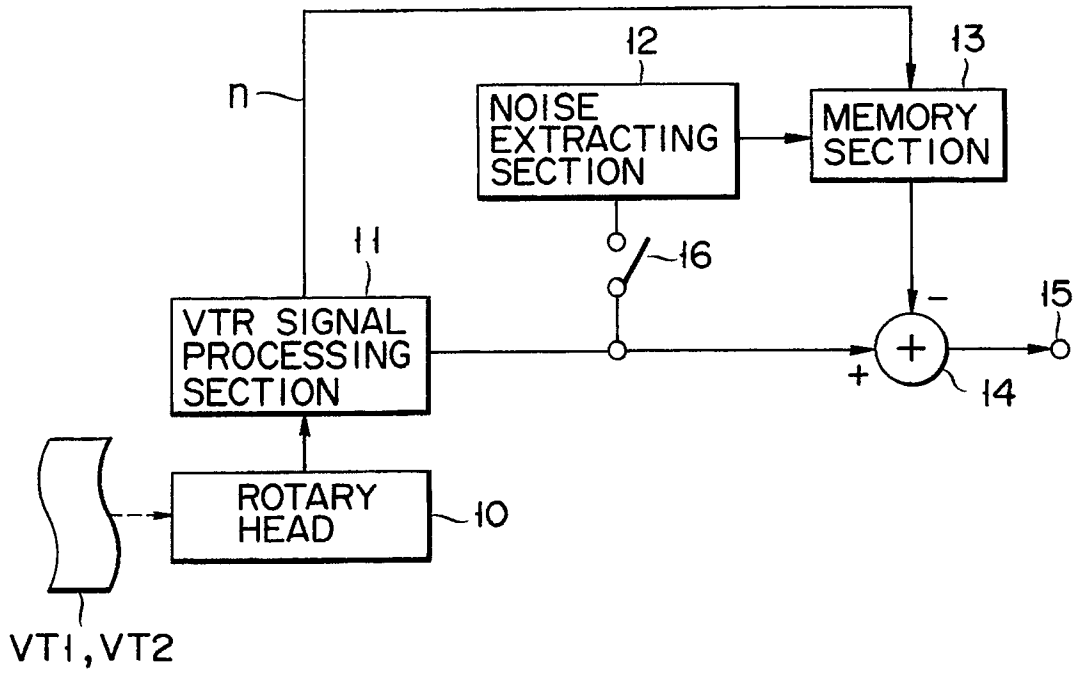 12
13
n
NOISE
EXTRACTING
SECTION
MEMORY
SECTION
11
16
VTR SIGNAL
PROCESSING
SECTION
−
15
+
+
14
ROTARY
HEAD
10
VT1, VT2